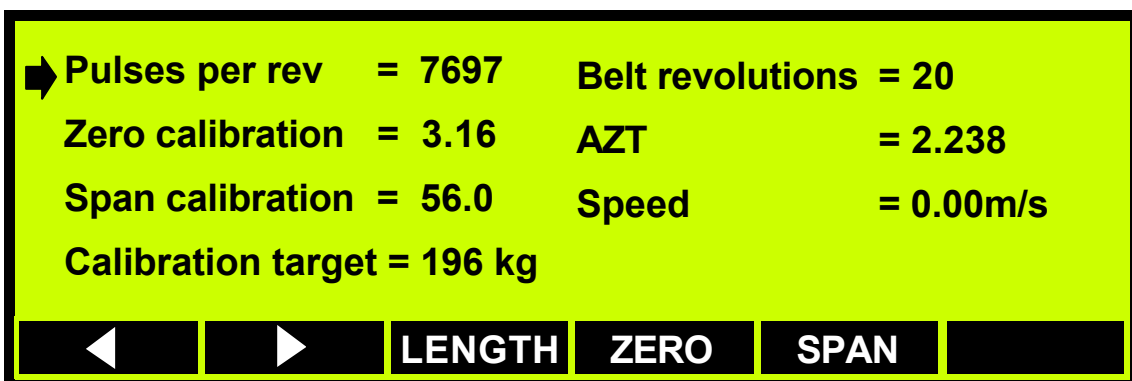 Pulses per rev = 7697 Belt revolutions = 20
Zero calibration = 3.16 AZT = 2.238
Span calibration = 56.0 Speed = 0.00m/s
Calibration target = 196 kg
LENGTH ZERO SPAN